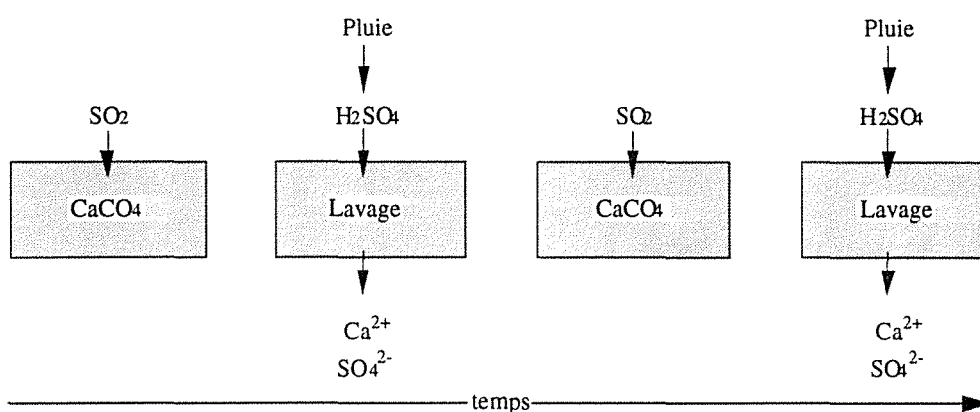 Pluie
Pluie
SO2
H2SO4
SO2
H2SO4
CaCO4
Lavage
CaCO4
Lavage
Ca2+
Ca2+
SO42-
SO42-
temps